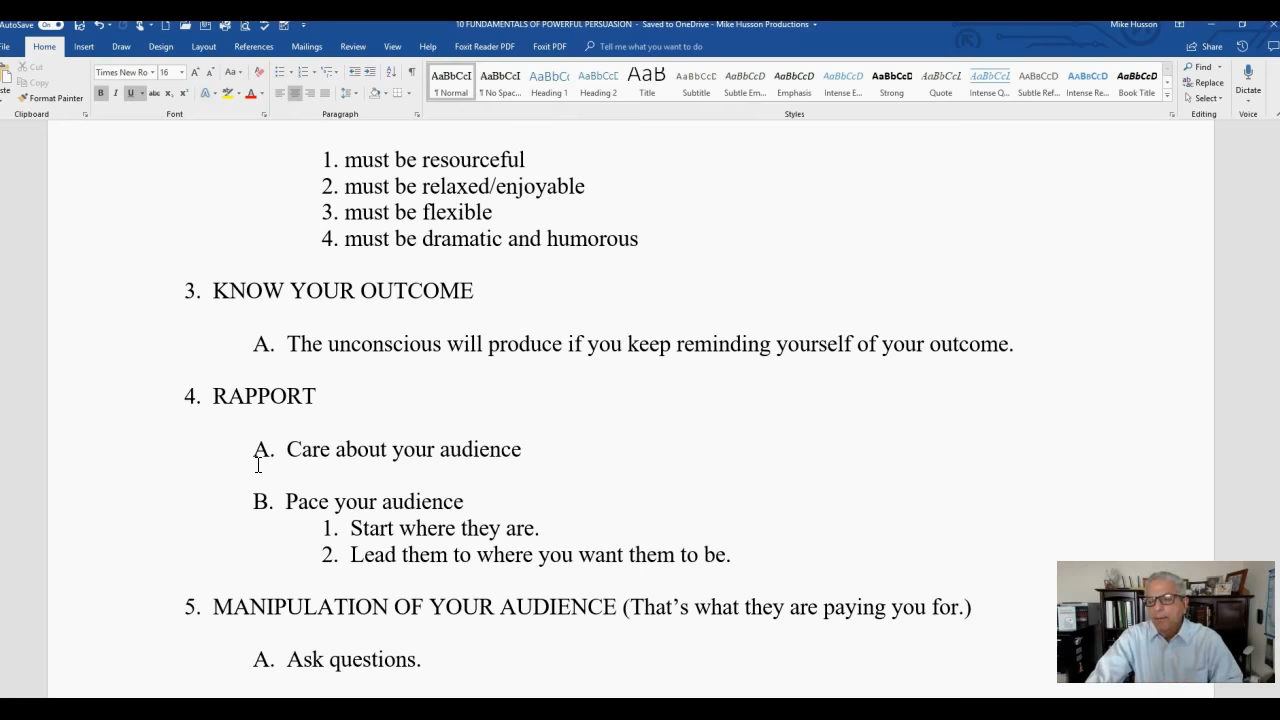 AutoSave On 10 FUNDAMENTALS OF POWERFUL PERSUASION - Saved to OneDrive - Mike Husson Productions Mike Husson
File Home Insert Draw Design Layout References Mailings Review View Help Foxit Reader PDF Foxit PDF Tell me what you want to do Share
Cut
Copy
Format Painter
Times New Ro 16
AaBbCcI AaBbCcI AaBbCc AaBbCcI AaB AaBbCcD AaBbCcD AaBbCcD AaBbCcD AaBbCcD AaBbCcI AaBbCcI AaBbCcD AaBbCcD AaBbCcD
¶ Normal ¶ No Spac... Heading 1 Heading 2 Title Subtitle Subtle Em... Emphasis Intense E... Strong Quote Intense Q... Subtle Ref... Intense Re... Book Title
Find
Replace
Select
Dictate
Clipboard Font Paragraph Styles Editing Voice
1. must be resourceful
2. must be relaxed/enjoyable
3. must be flexible
4. must be dramatic and humorous
3. KNOW YOUR OUTCOME
A. The unconscious will produce if you keep reminding yourself of your outcome.
4. RAPPORT
A. Care about your audience
B. Pace your audience
1. Start where they are.
2. Lead them to where you want them to be.
5. MANIPULATION OF YOUR AUDIENCE (That’s what they are paying you for.)
A. Ask questions.